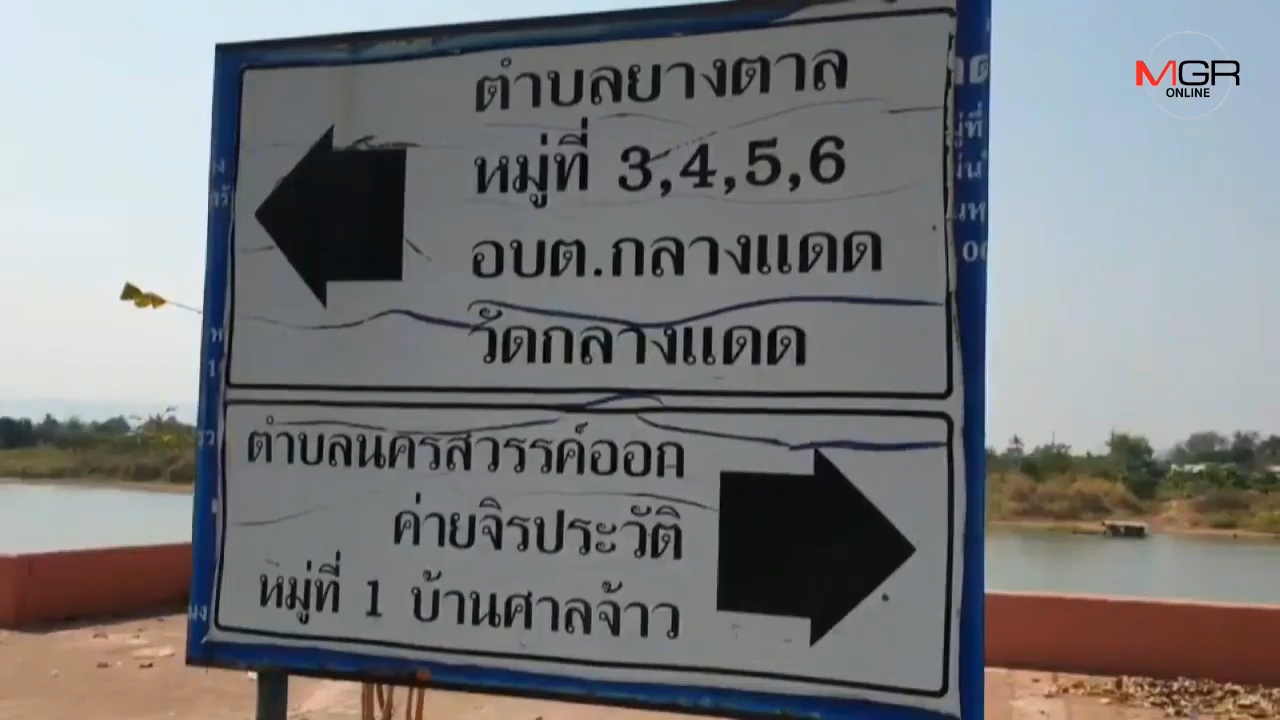 MGR
ONLINE
ตำบลยางตาล
หมู่ที่ 3,4,5,6
อบต.กลางแดด
วัดกลางแดด
ตำบลนครสวรรค์ออก
ค่ายจิรประวัติ
หมู่ที่ 1 บ้านศาลจ้าว